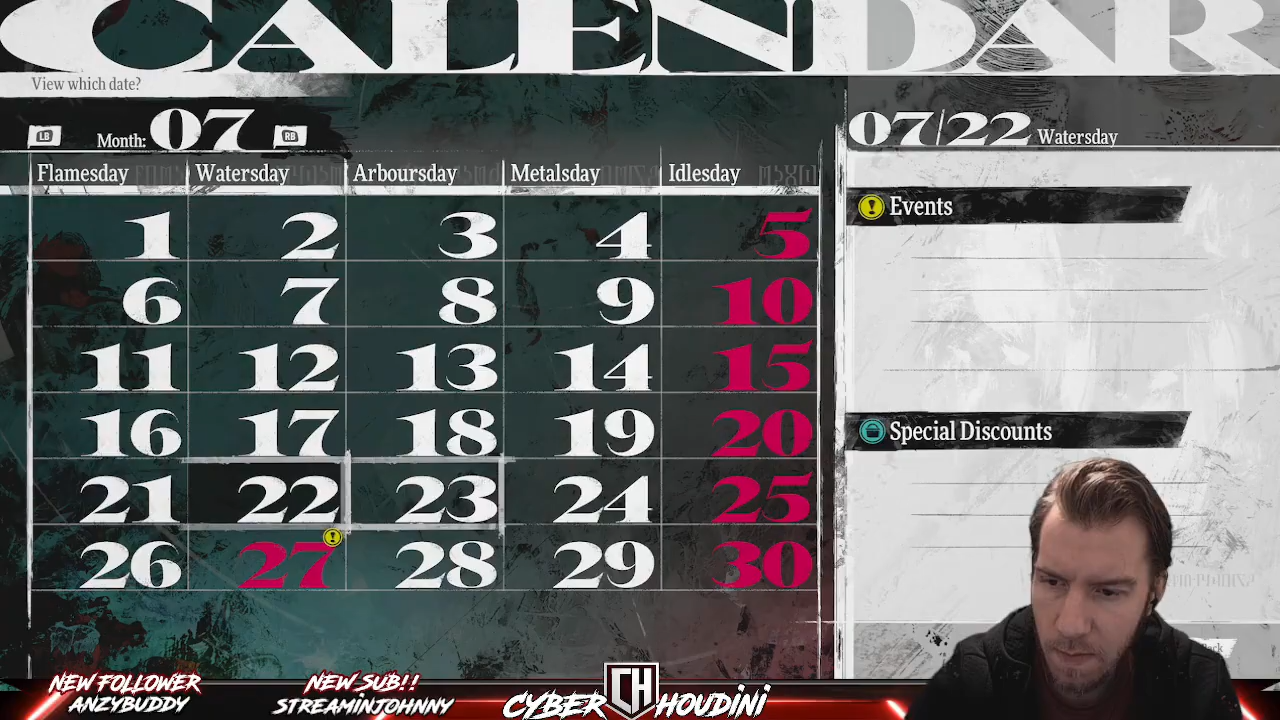 CALENDAR
View which date?
LB Month: 07 RB
07/22 Watersday
Flamesday Watersday Arboursday Metalsday Idlesday
Events
1 2 3 4 5
6 7 8 9 10
11 12 13 14 15
16 17 18 19 20
Special Discounts
21 22 23 24 25
26 27 28 29 30
NEW FOLLOWER
ANZYBUDDY
NEW SUB!!
STREAMINJOHNNY
CYBER CH HOUDINI